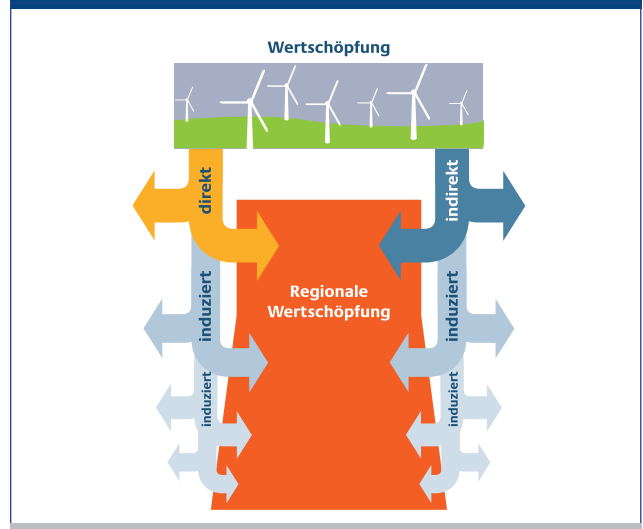 Wertschöpfung
direkt
indirekt
induziert
induziert
Regionale
Wertschöpfung
induziert
induziert